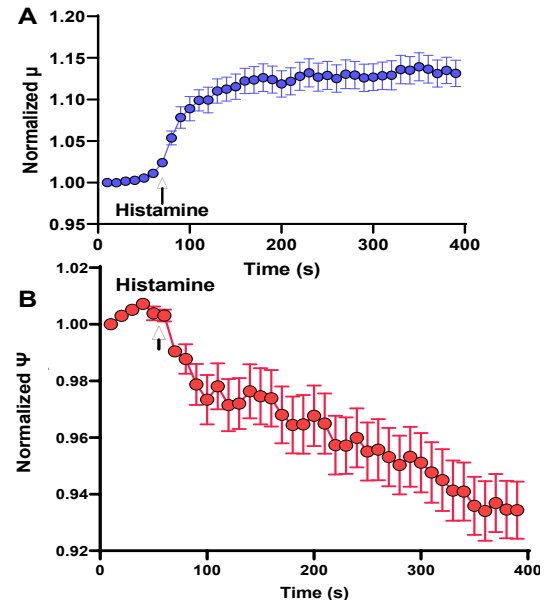 A
Normalized μ
1.20
1.15
1.10
1.05
1.00
0.95
Histamine
0
100
200
300
400
Time (s)
B
Normalized Ψ
1.02
1.00
0.98
0.96
0.94
0.92
Histamine
0
100
200
300
400
Time (s)